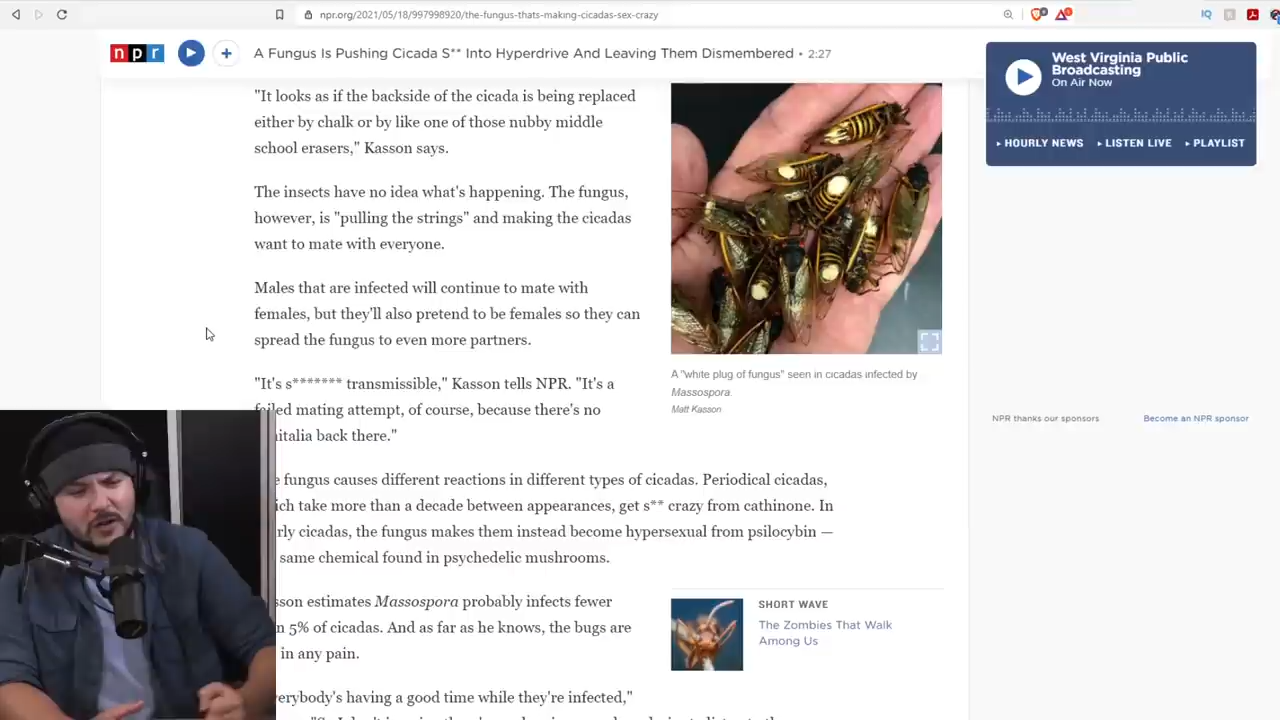 npr.org/2021/05/18/997998920/the-fungus-thats-making-cicadas-sex-crazy
IQ
npr
A Fungus Is Pushing Cicada S** Into Hyperdrive And Leaving Them Dismembered • 2:27
"It looks as if the backside of the cicada is being replaced
either by chalk or by like one of those nubby middle
school erasers," Kasson says.
The insects have no idea what's happening. The fungus,
however, is "pulling the strings" and making the cicadas
want to mate with everyone.
Males that are infected will continue to mate with
females, but they'll also pretend to be females so they can
spread the fungus to even more partners.
"It's s******* transmissible," Kasson tells NPR. "It's a
failed mating attempt, of course, because there's no
nitalia back there."
A "white plug of fungus" seen in cicadas infected by
Massospora.
Matt Kasson
e fungus causes different reactions in different types of cicadas. Periodical cicadas,
ich take more than a decade between appearances, get s** crazy from cathinone. In
rly cicadas, the fungus makes them instead become hypersexual from psilocybin —
same chemical found in psychedelic mushrooms.
sson estimates Massospora probably infects fewer
n 5% of cicadas. And as far as he knows, the bugs are
in any pain.
SHORT WAVE
The Zombies That Walk
Among Us
verybody's having a good time while they're infected,"
West Virginia Public
Broadcasting
On Air Now
HOURLY NEWS LISTEN LIVE PLAYLIST
NPR thanks our sponsors
Become an NPR sponsor